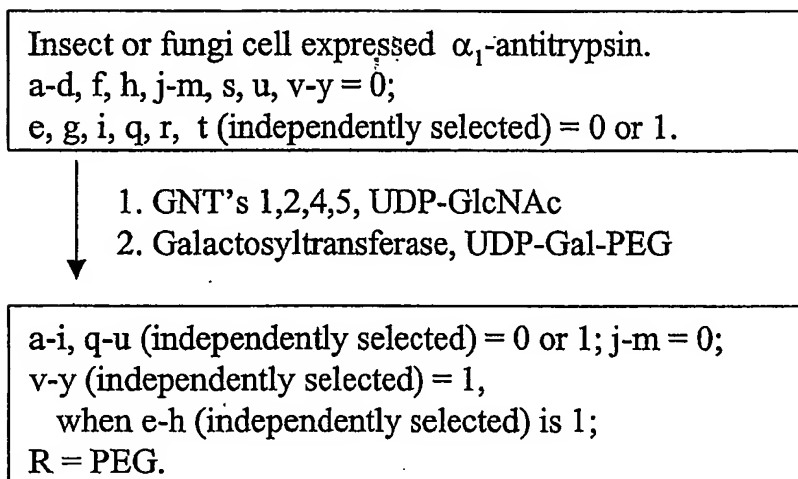 Insect or fungi cell expressed α₁-antitrypsin.
a-d, f, h, j-m, s, u, v-y = 0;
e, g, i, q, r, t (independently selected) = 0 or 1.
1. GNT's 1,2,4,5, UDP-GlcNAc
2. Galactosyltransferase, UDP-Gal-PEG
a-i, q-u (independently selected) = 0 or 1; j-m = 0;
v-y (independently selected) = 1,
when e-h (independently selected) is 1;
R = PEG.